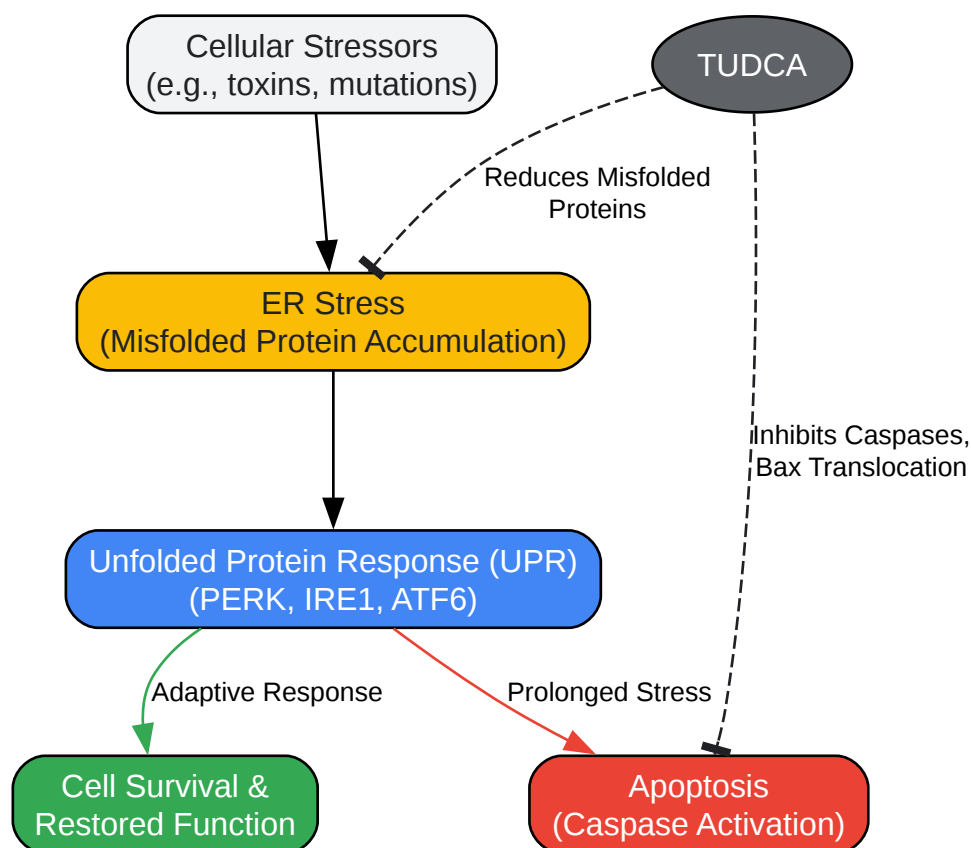 Cellular Stressors
(e.g., toxins, mutations)
TUDCA
Reduces Misfolded
Proteins
ER Stress
(Misfolded Protein Accumulation)
Inhibits Caspases,
Bax Translocation
Unfolded Protein Response (UPR)
(PERK, IRE1, ATF6)
Adaptive Response
Prolonged Stress
Cell Survival &
Restored Function
Apoptosis
(Caspase Activation)